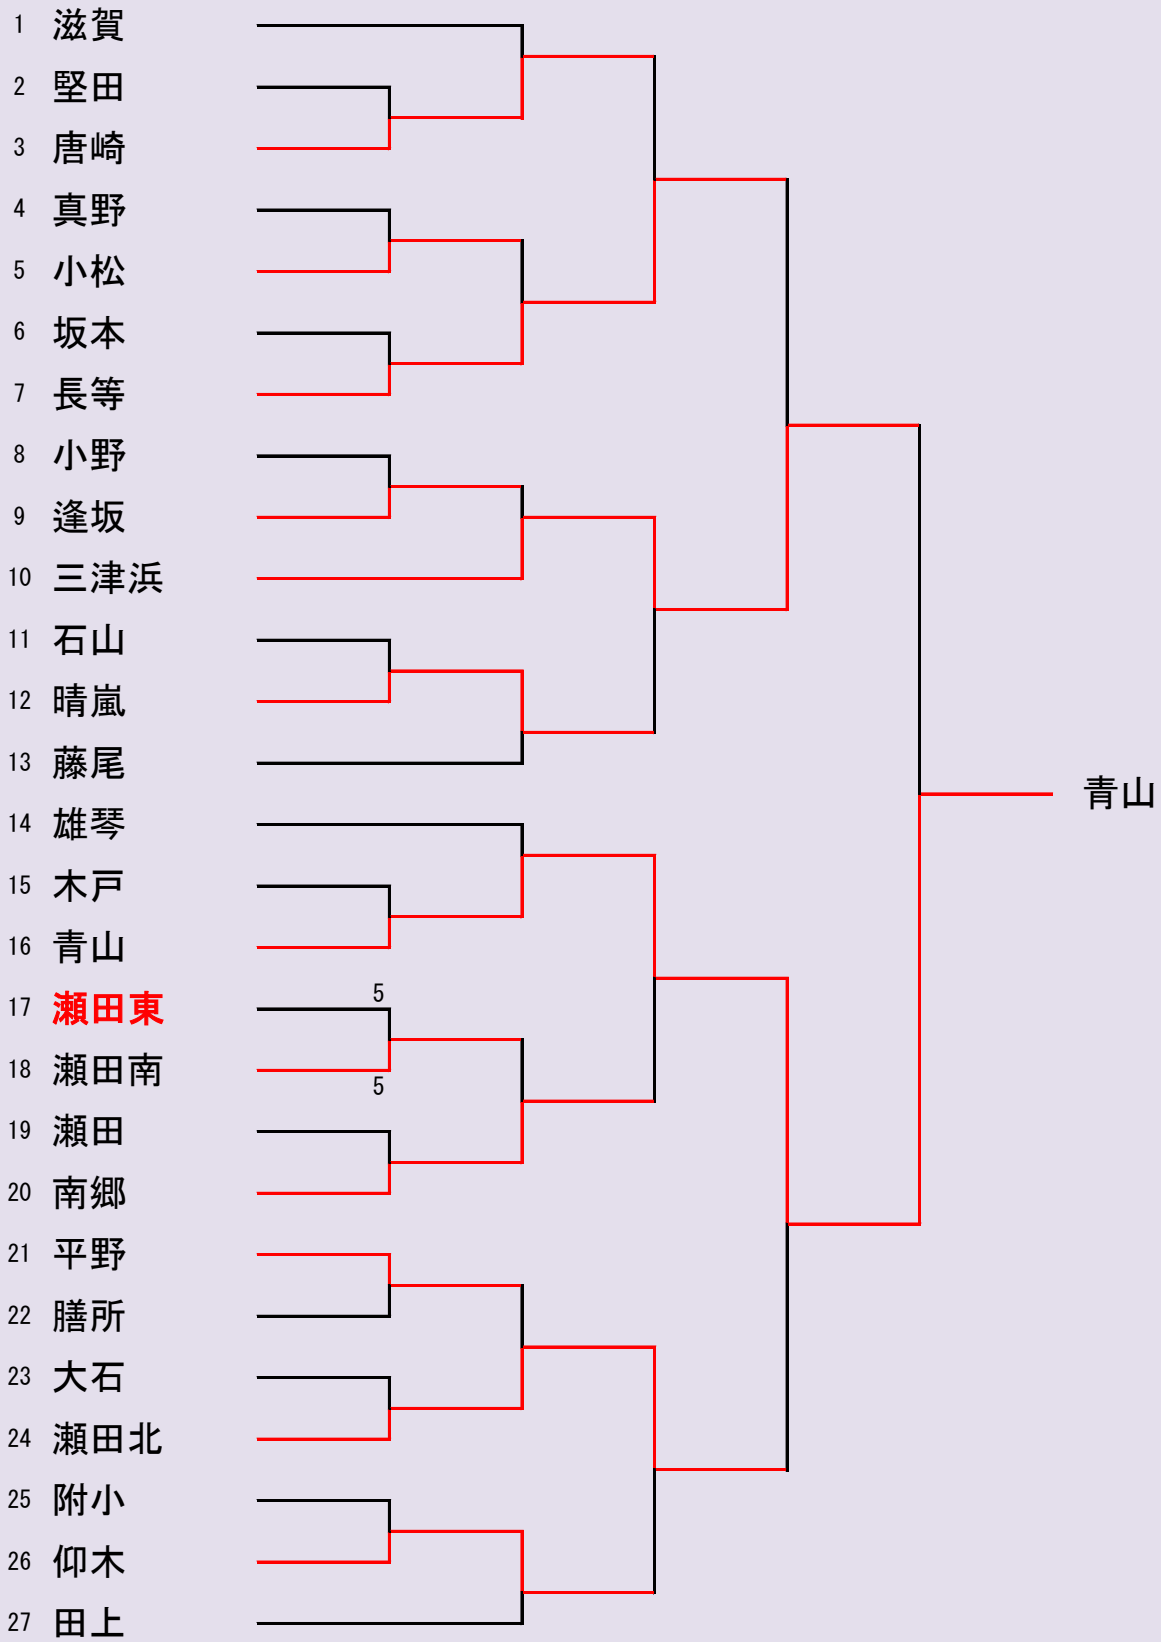 1 滋賀
2 堅田
3 唐崎
4 真野
5 小松
6 坂本
7 長等
8 小野
9 逢坂
10 三津浜
11 石山
12 晴嵐
13 藤尾
青山
14 雄琴
15 木戸
16 青山
17 瀬田東 5
18 瀬田南 5
19 瀬田
20 南郷
21 平野
22 膳所
23 大石
24 瀬田北
25 附小
26 仰木
27 田上